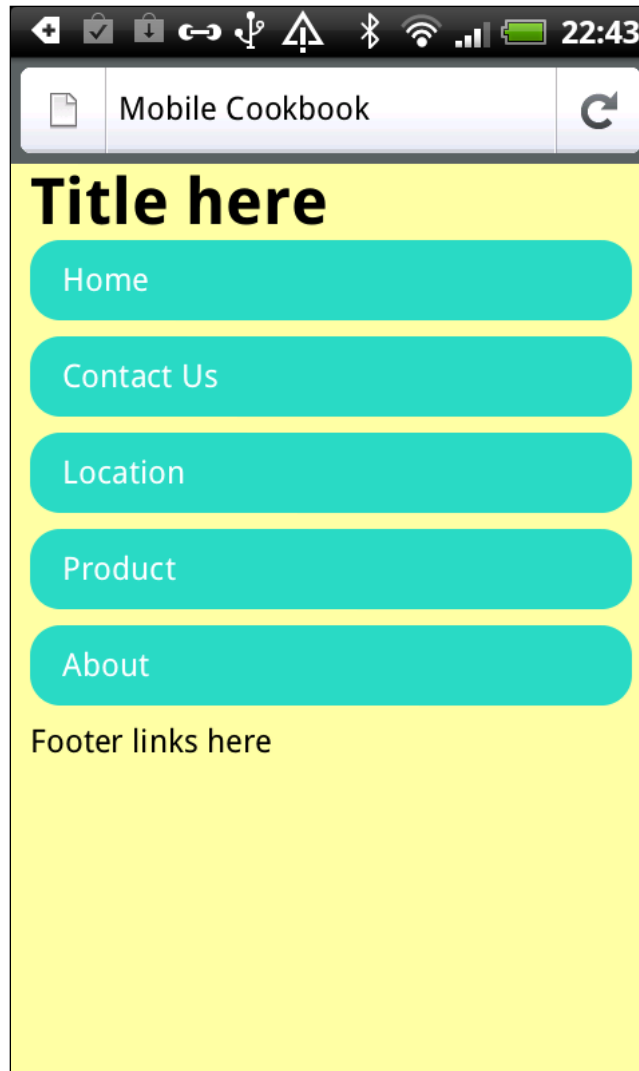 22:43
Mobile Cookbook
Title here
Home
Contact Us
Location
Product
About
Footer links here